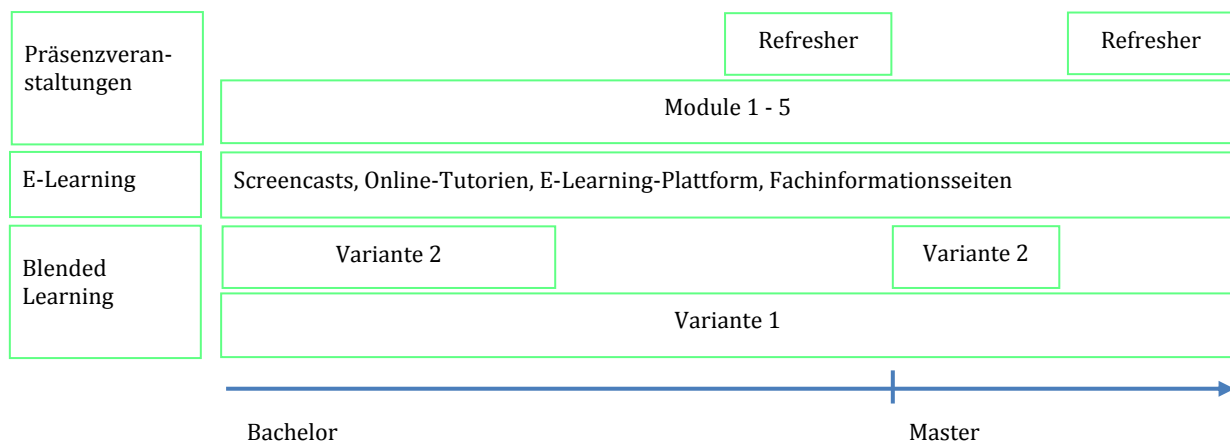 Präsenzveran-
staltungen
Refresher
Refresher
Module 1 - 5
E-Learning
Screencasts, Online-Tutorien, E-Learning-Plattform, Fachinformationsseiten
Blended
Learning
Variante 2
Variante 2
Variante 1
Bachelor
Master